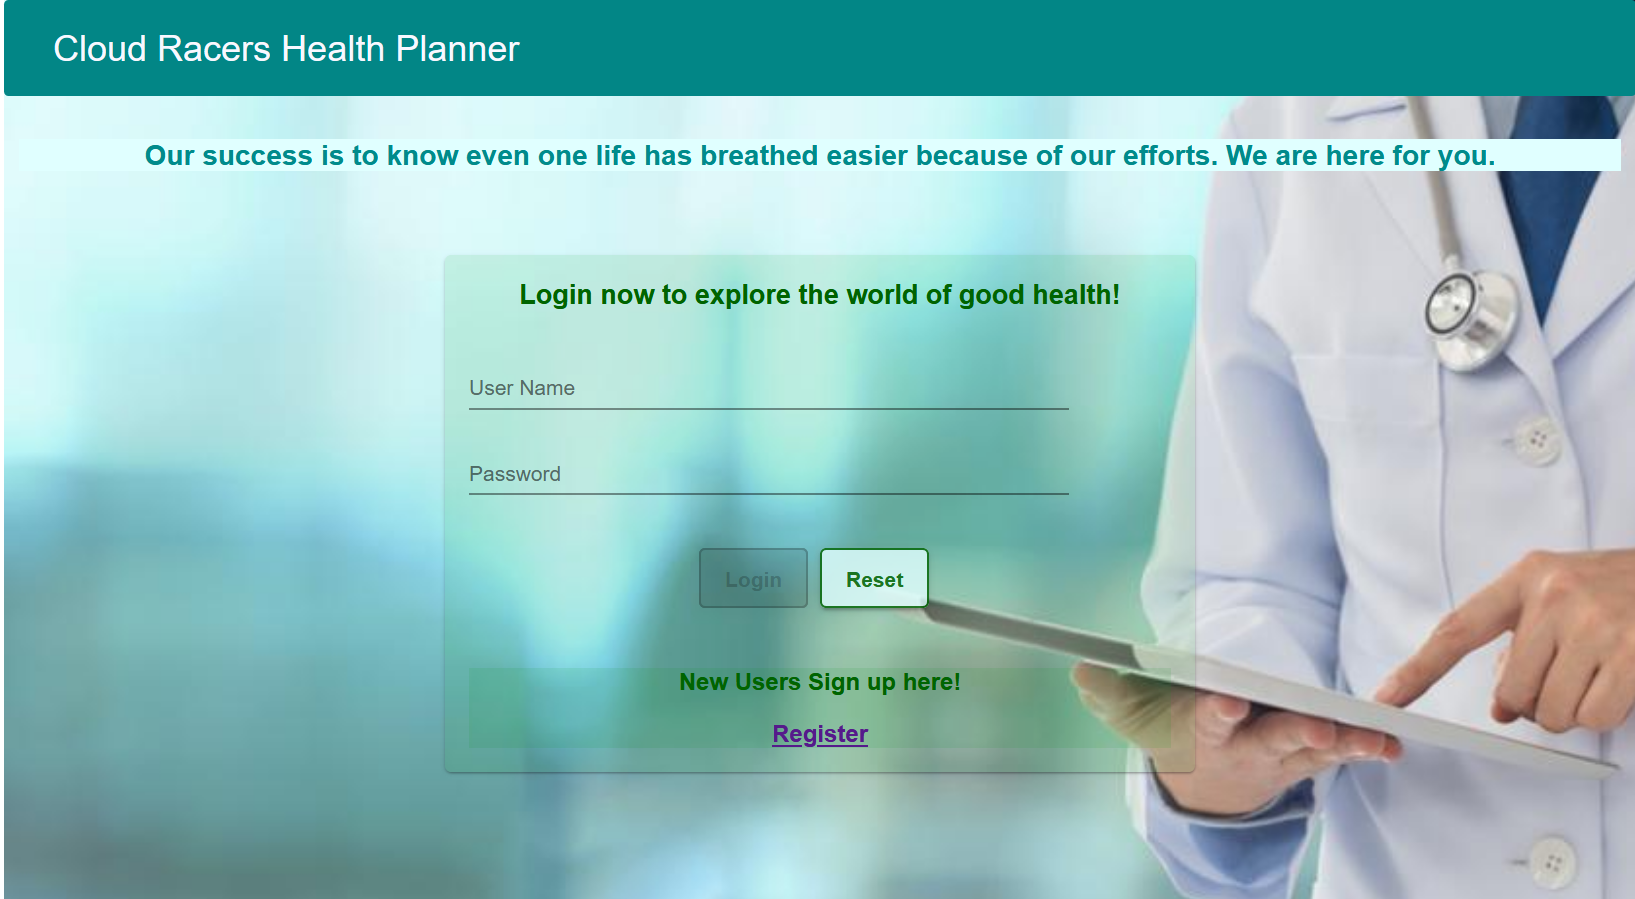 Cloud Racers Health Planner
Our success is to know even one life has breathed easier because of our efforts. We are here for you.
Login now to explore the world of good health!
User Name
Password
Login
Reset
New Users Sign up here!
Register